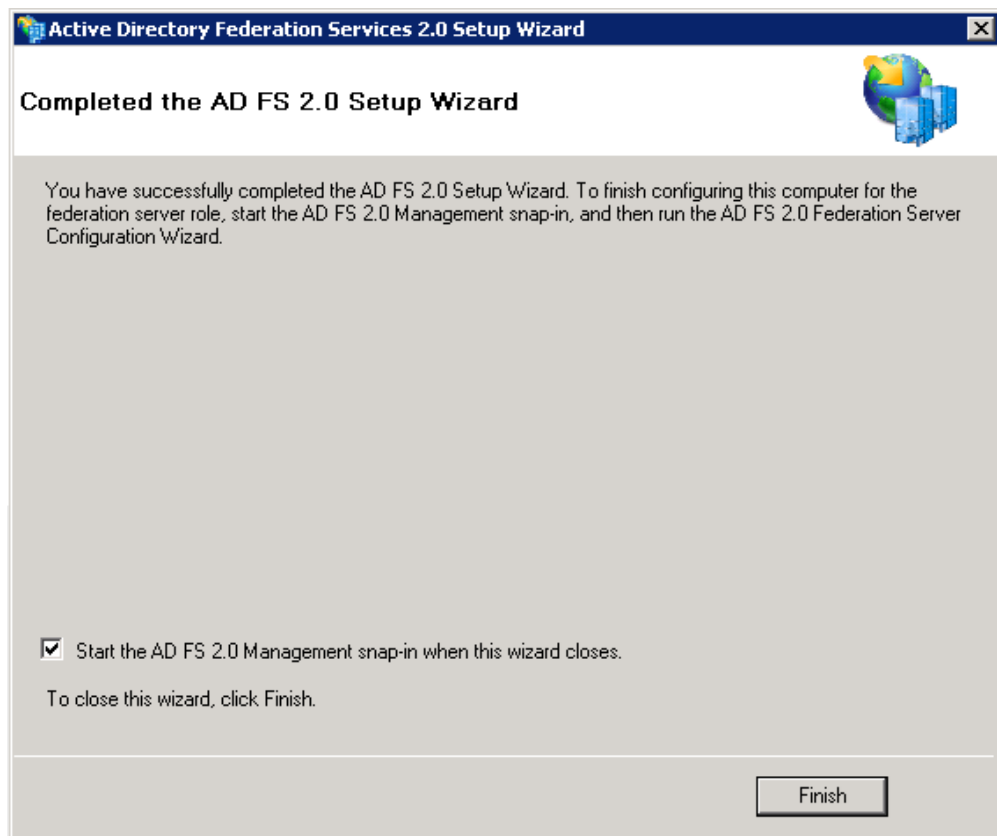 Active Directory Federation Services 2.0 Setup Wizard
Completed the AD FS 2.0 Setup Wizard
You have successfully completed the AD FS 2.0 Setup Wizard. To finish configuring this computer for the
federation server role, start the AD FS 2.0 Management snap-in, and then run the AD FS 2.0 Federation Server
Configuration Wizard.
Start the AD FS 2.0 Management snap-in when this wizard closes.
To close this wizard, click Finish.
Finish